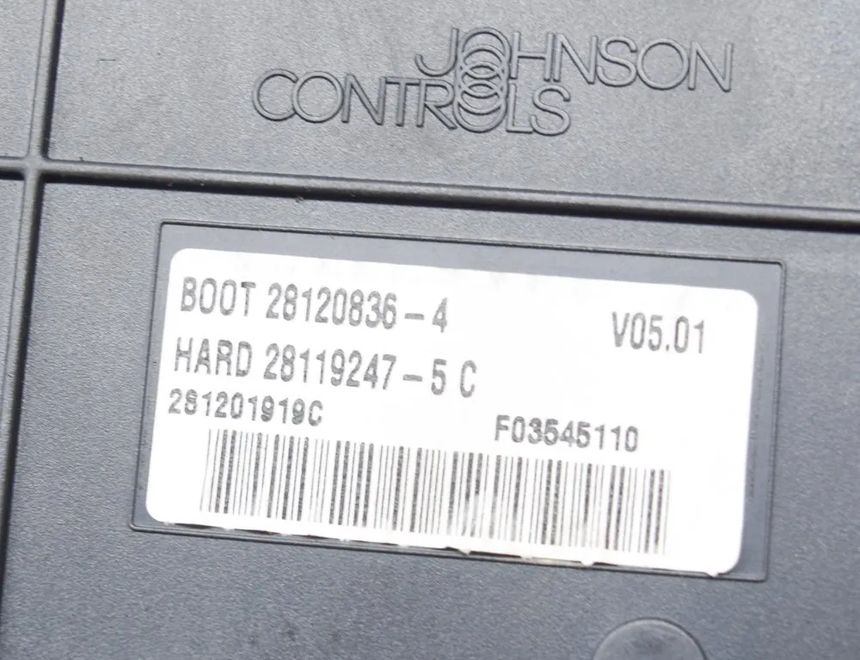 JOHNSON
CONTROLS
BOOT 28120836-4
V05.01
HARD 28119247-5 C
281201919C
F03545110